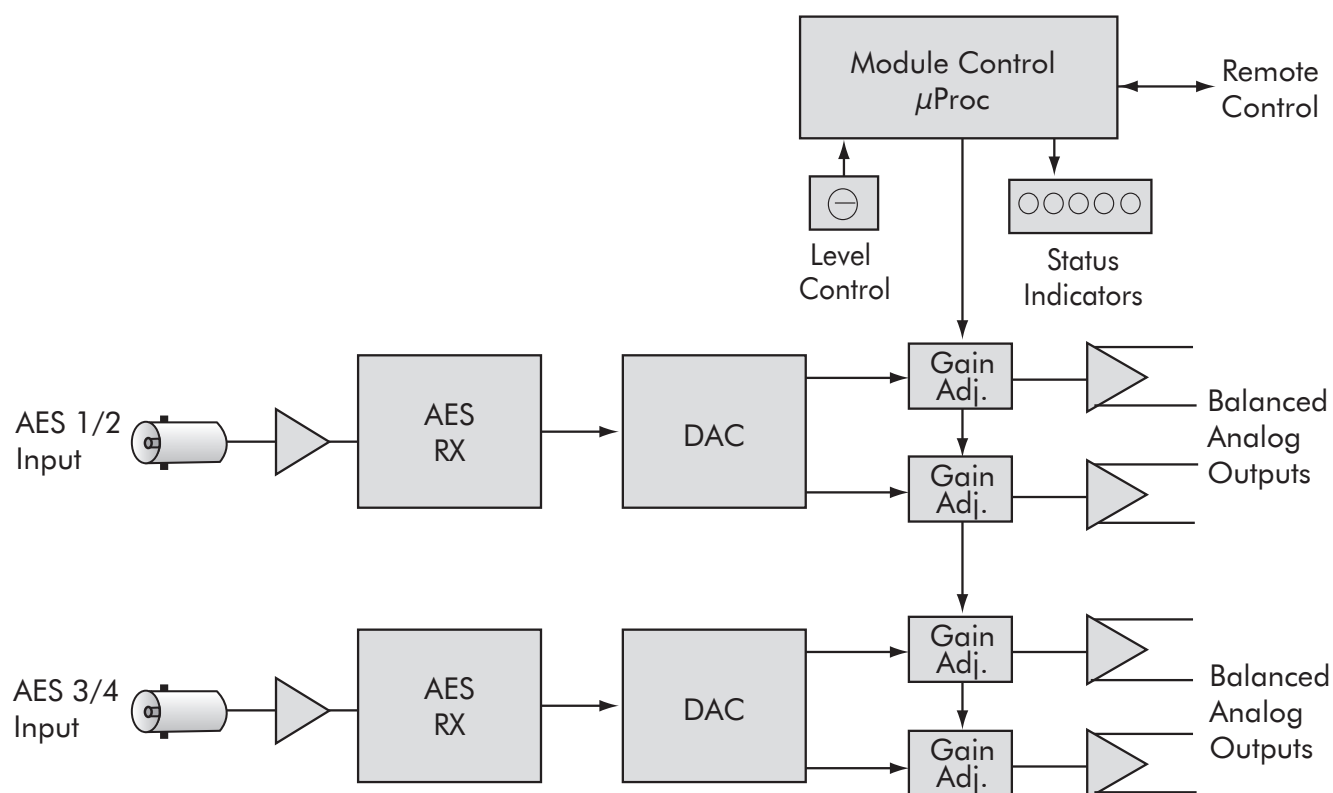 Module Control
µProc
Remote
Control
Level
Control
Status
Indicators
AES 1/2
Input
AES
RX
DAC
Gain
Adj.
Gain
Adj.
Balanced
Analog
Outputs
AES 3/4
Input
AES
RX
DAC
Gain
Adj.
Gain
Adj.
Balanced
Analog
Outputs